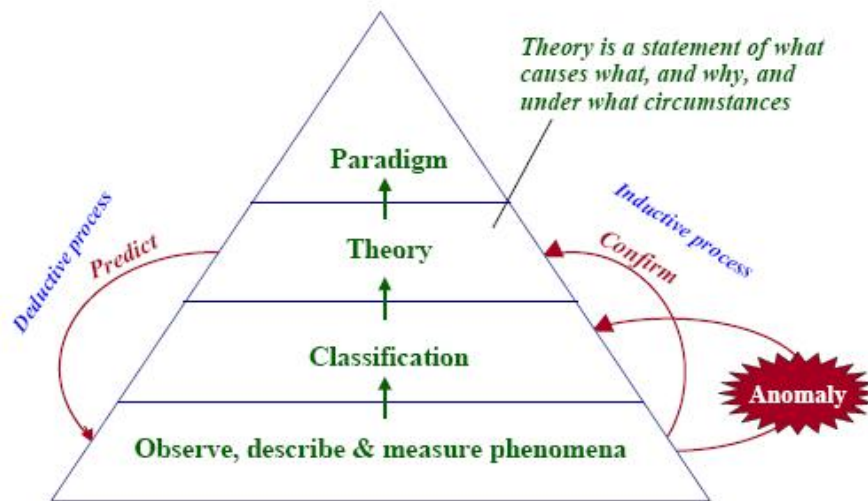 Theory is a statement of what
causes what, and why, and
under what circumstances
Paradigm
Deductive process
Predict
Theory
Confirm
Inductive process
Classification
Anomaly
Observe, describe & measure phenomena